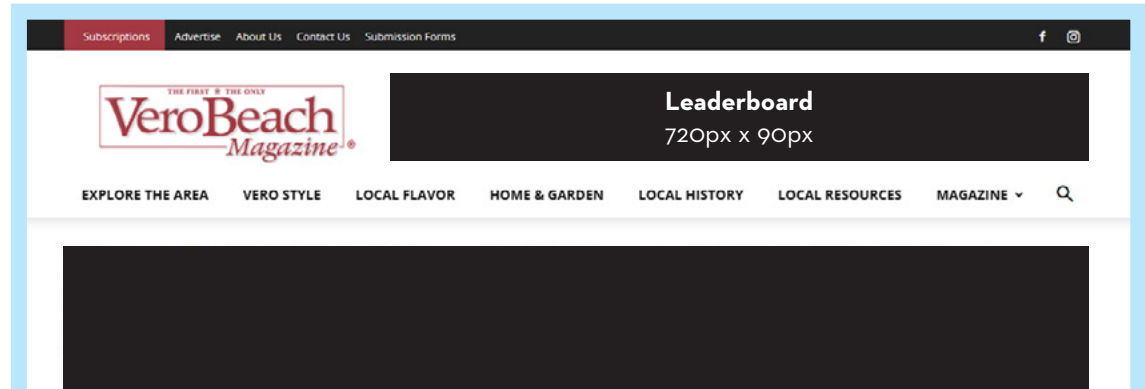 Subscriptions Advertise About Us Contact Us Submission Forms
THE FIRST & THE ONLY
VeroBeach
Magazine®
Leaderboard
720px x 90px
EXPLORE THE AREA VERO STYLE LOCAL FLAVOR HOME & GARDEN LOCAL HISTORY LOCAL RESOURCES MAGAZINE